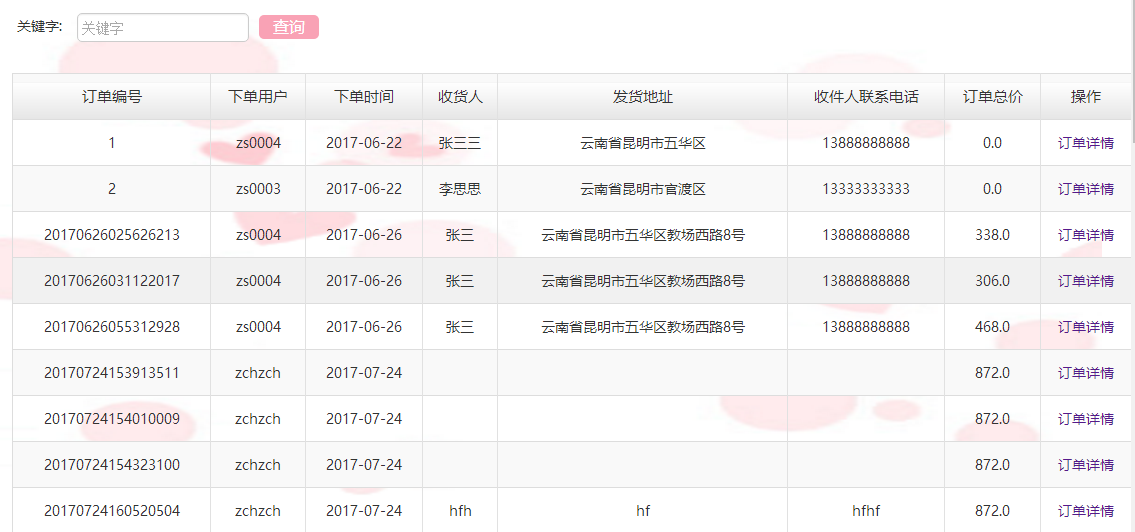 关键字: 关键字 查询
订单编号 下单用户 下单时间 收货人 发货地址 收件人联系电话 订单总价 操作
1 zs0004 2017-06-22 张三三 云南省昆明市五华区 13888888888 0.0 订单详情
2 zs0003 2017-06-22 李思思 云南省昆明市官渡区 13333333333 0.0 订单详情
20170626025626213 zs0004 2017-06-26 张三 云南省昆明市五华区教场西路8号 13888888888 338.0 订单详情
20170626031122017 zs0004 2017-06-26 张三 云南省昆明市五华区教场西路8号 13888888888 306.0 订单详情
20170626055312928 zs0004 2017-06-26 张三 云南省昆明市五华区教场西路8号 13888888888 468.0 订单详情
20170724153913511 zchzch 2017-07-24 872.0 订单详情
20170724154010009 zchzch 2017-07-24 872.0 订单详情
20170724154323100 zchzch 2017-07-24 872.0 订单详情
20170724160520504 zchzch 2017-07-24 hfh hf hfhf 872.0 订单详情